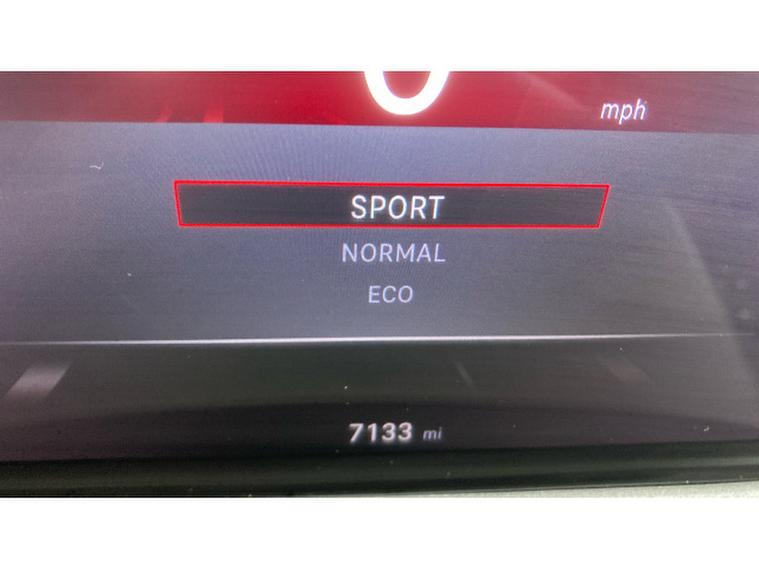 mph
SPORT
NORMAL
ECO
7133 mi